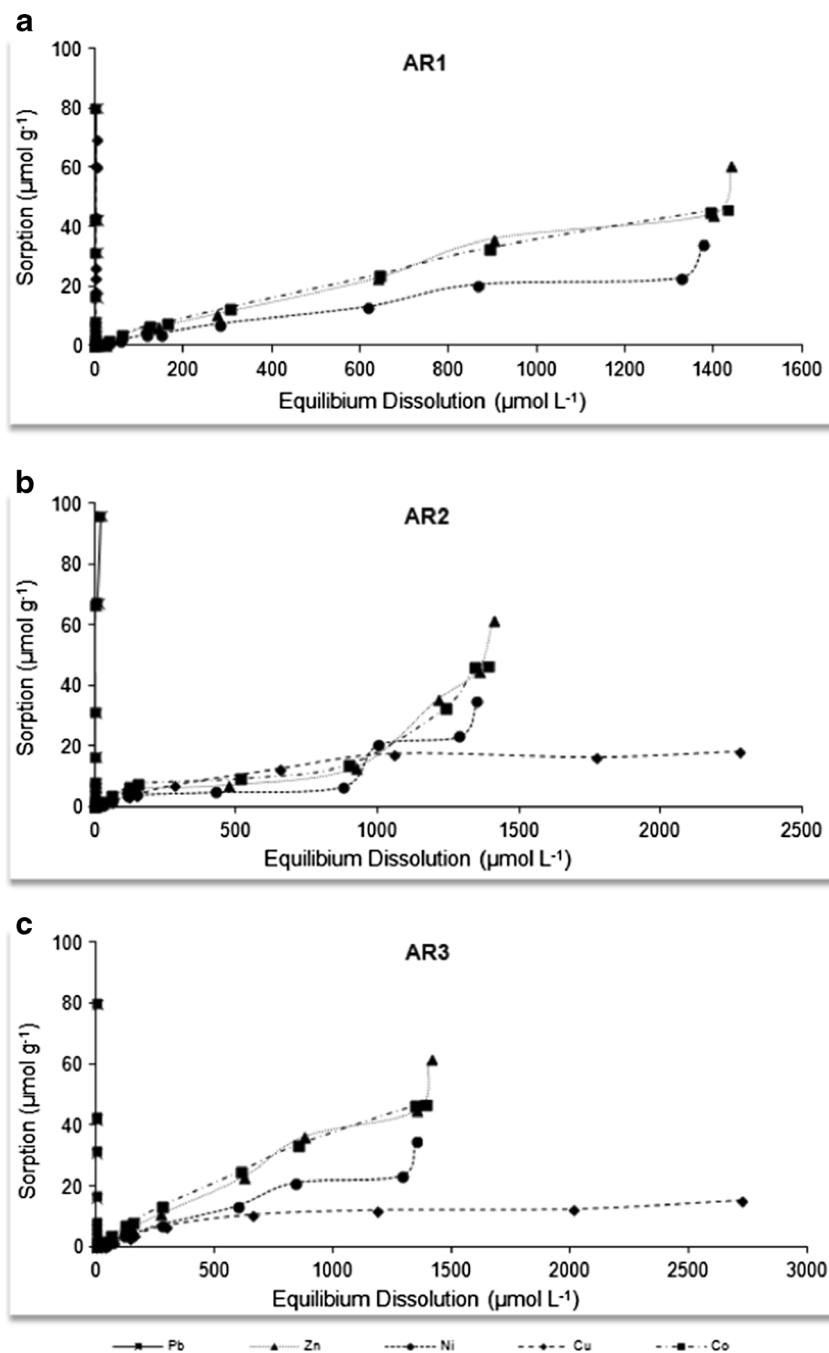 a
AR1
100
80
60
40
20
0
Sorption (µmol g-1)
0 200 400 600 800 1000 1200 1400 1600
Equilibium Dissolution (µmol L-1)
b
AR2
100
80
60
40
20
0
Sorption (µmol g-1)
0 500 1000 1500 2000 2500
Equilibium Dissolution (µmol L-1)
c
AR3
100
80
60
40
20
0
Sorption (µmol g-1)
0 500 1000 1500 2000 2500 3000
Equilibium Dissolution (µmol L-1)
Pb Zn Ni Cu Co